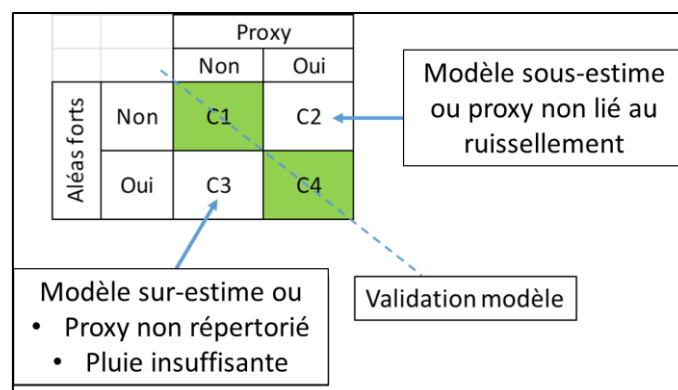 Proxy
Non Oui
Aléas forts
Non C1 C2
Oui C3 C4
Modèle sous-estime
ou proxy non lié au
ruissellement
Modèle sur-estime ou
• Proxy non répertorié
• Pluie insuffisante
Validation modèle